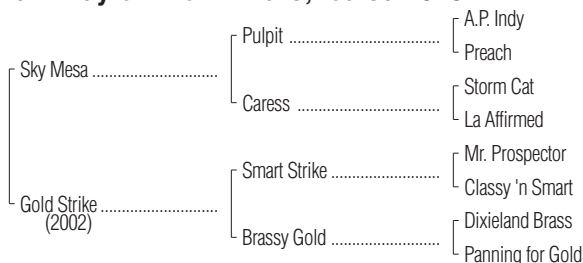 A.P. Indy
Pulpit
Preach
Sky Mesa
Storm Cat
Caress
La Affirmed
Mr. Prospector
Smart Strike
Classy 'n Smart
Gold Strike
(2002)
Dixieland Brass
Brassy Gold
Panning for Gold